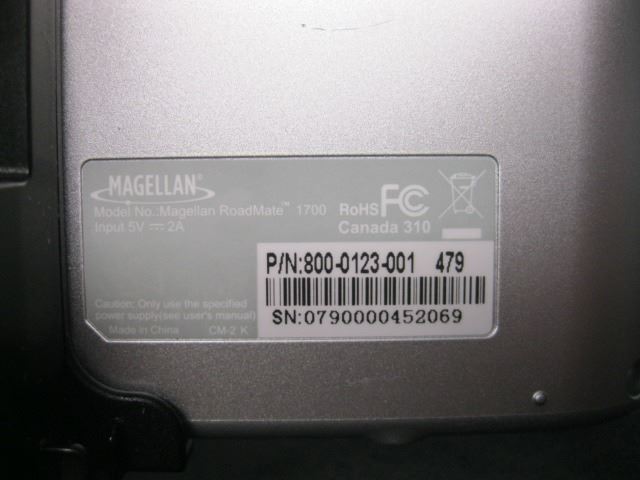 MAGELLAN®
Model No.:Magellan RoadMate™ 1700
Input 5V ⎓ 2A
RoHS FC
Canada 310
P/N:800-0123-001 479
SN:0790000452069
Caution: Only use the specified
power supply(see user's manual)
Made in China CM-2 K